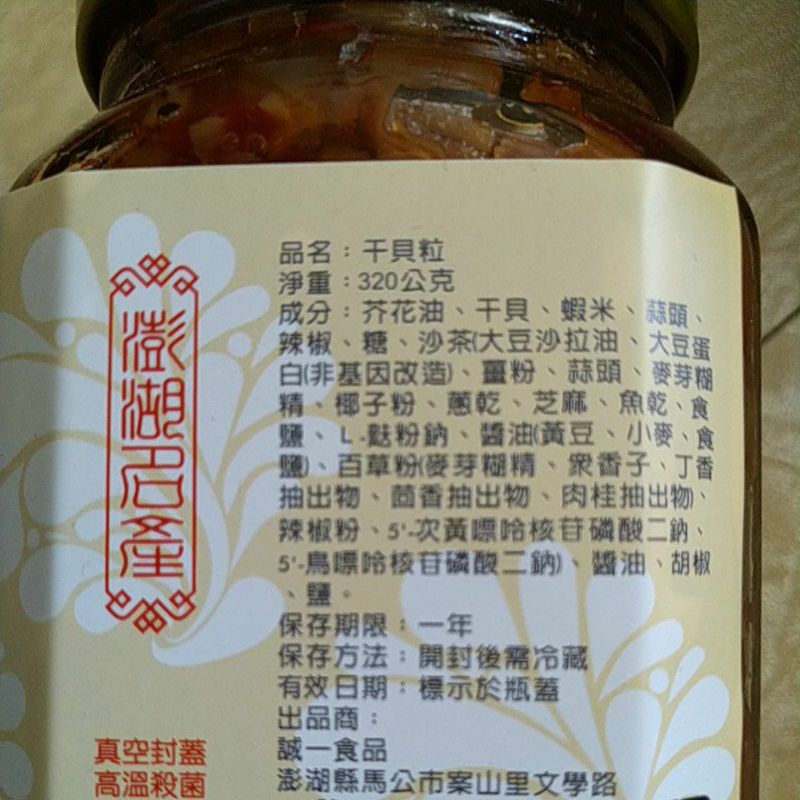 澎湖名產
品名：干貝粒
淨重：320公克
成分：芥花油、干貝、蝦米、蒜頭、
辣椒、糖、沙茶(大豆沙拉油、大豆蛋
白(非基因改造)、薑粉、蒜頭、麥芽糊
精、椰子粉、蔥乾、芝麻、魚乾、食
鹽、L-麩粉鈉、醬油(黃豆、小麥、食
鹽)、百草粉(麥芽糊精、眾香子、丁香
抽出物、茴香抽出物、肉桂抽出物)、
辣椒粉、5'-次黃嘌呤核苷磷酸二鈉、
5'-鳥嘌呤核苷磷酸二鈉)、醬油、胡椒
、鹽。
保存期限：一年
保存方法：開封後需冷藏
有效日期：標示於瓶蓋
出品商：
誠一食品
澎湖縣馬公市案山里文學路
真空封蓋
高溫殺菌